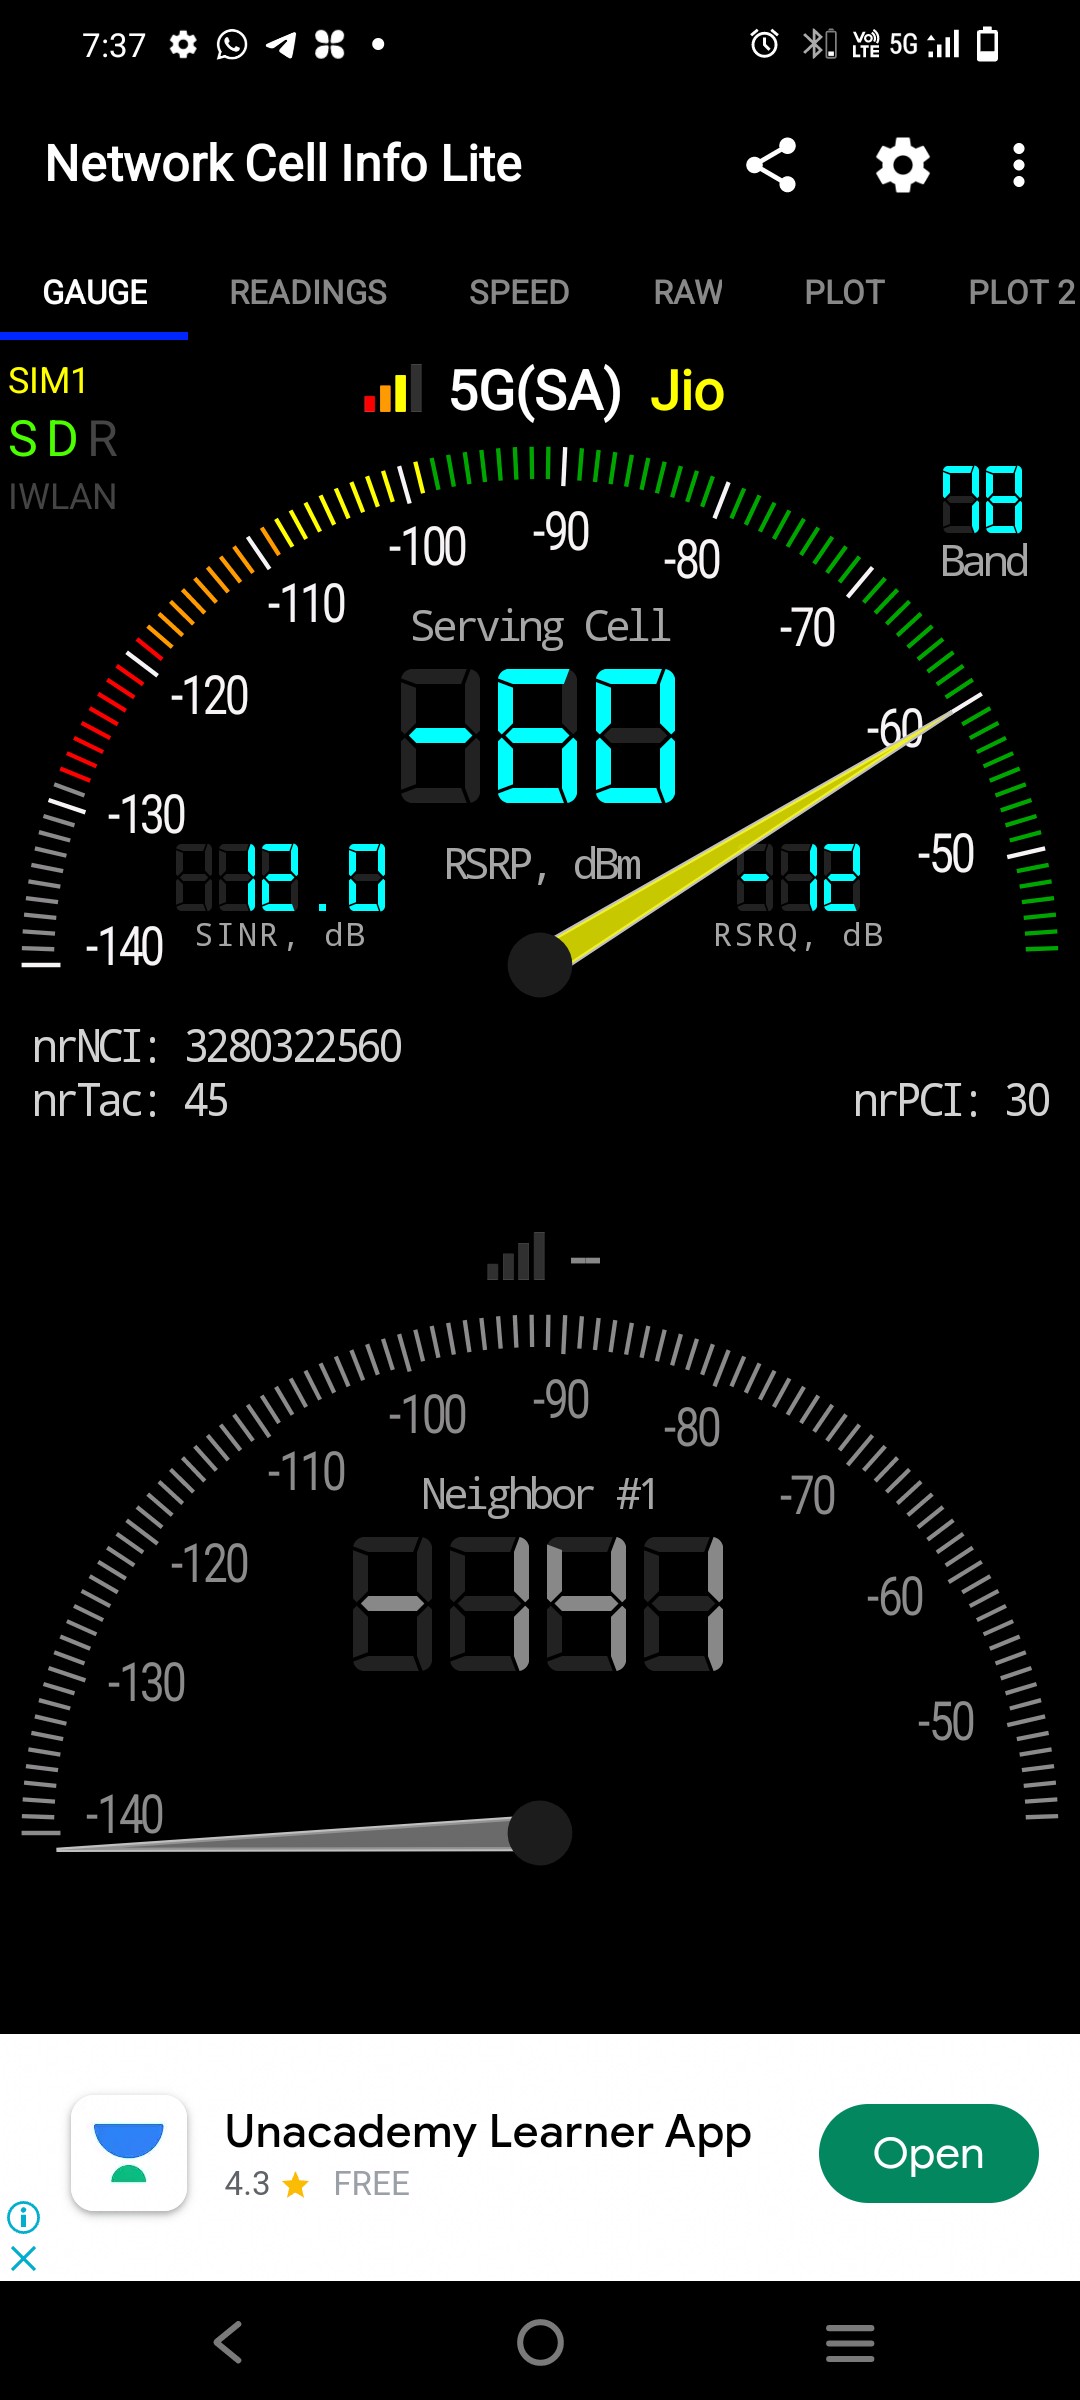 7:37 VoLTE 5G
Network Cell Info Lite
GAUGE READINGS SPEED RAW PLOT PLOT 2
SIM1
5G(SA) Jio
S D R
IWLAN
78
Band
-100 -90 -80
-110 -70
Serving Cell
-120 -60
-60
-130 -50
12.0 RSRP, dBm -12
-140 SINR, dB RSRQ, dB
nrNCI: 3280322560
nrTac: 45 nrPCI: 30
--
-100 -90 -80
-110 -70
Neighbor #1
-120 -60
-141
-130 -50
-140
Unacademy Learner App
4.3 ★ FREE
Open